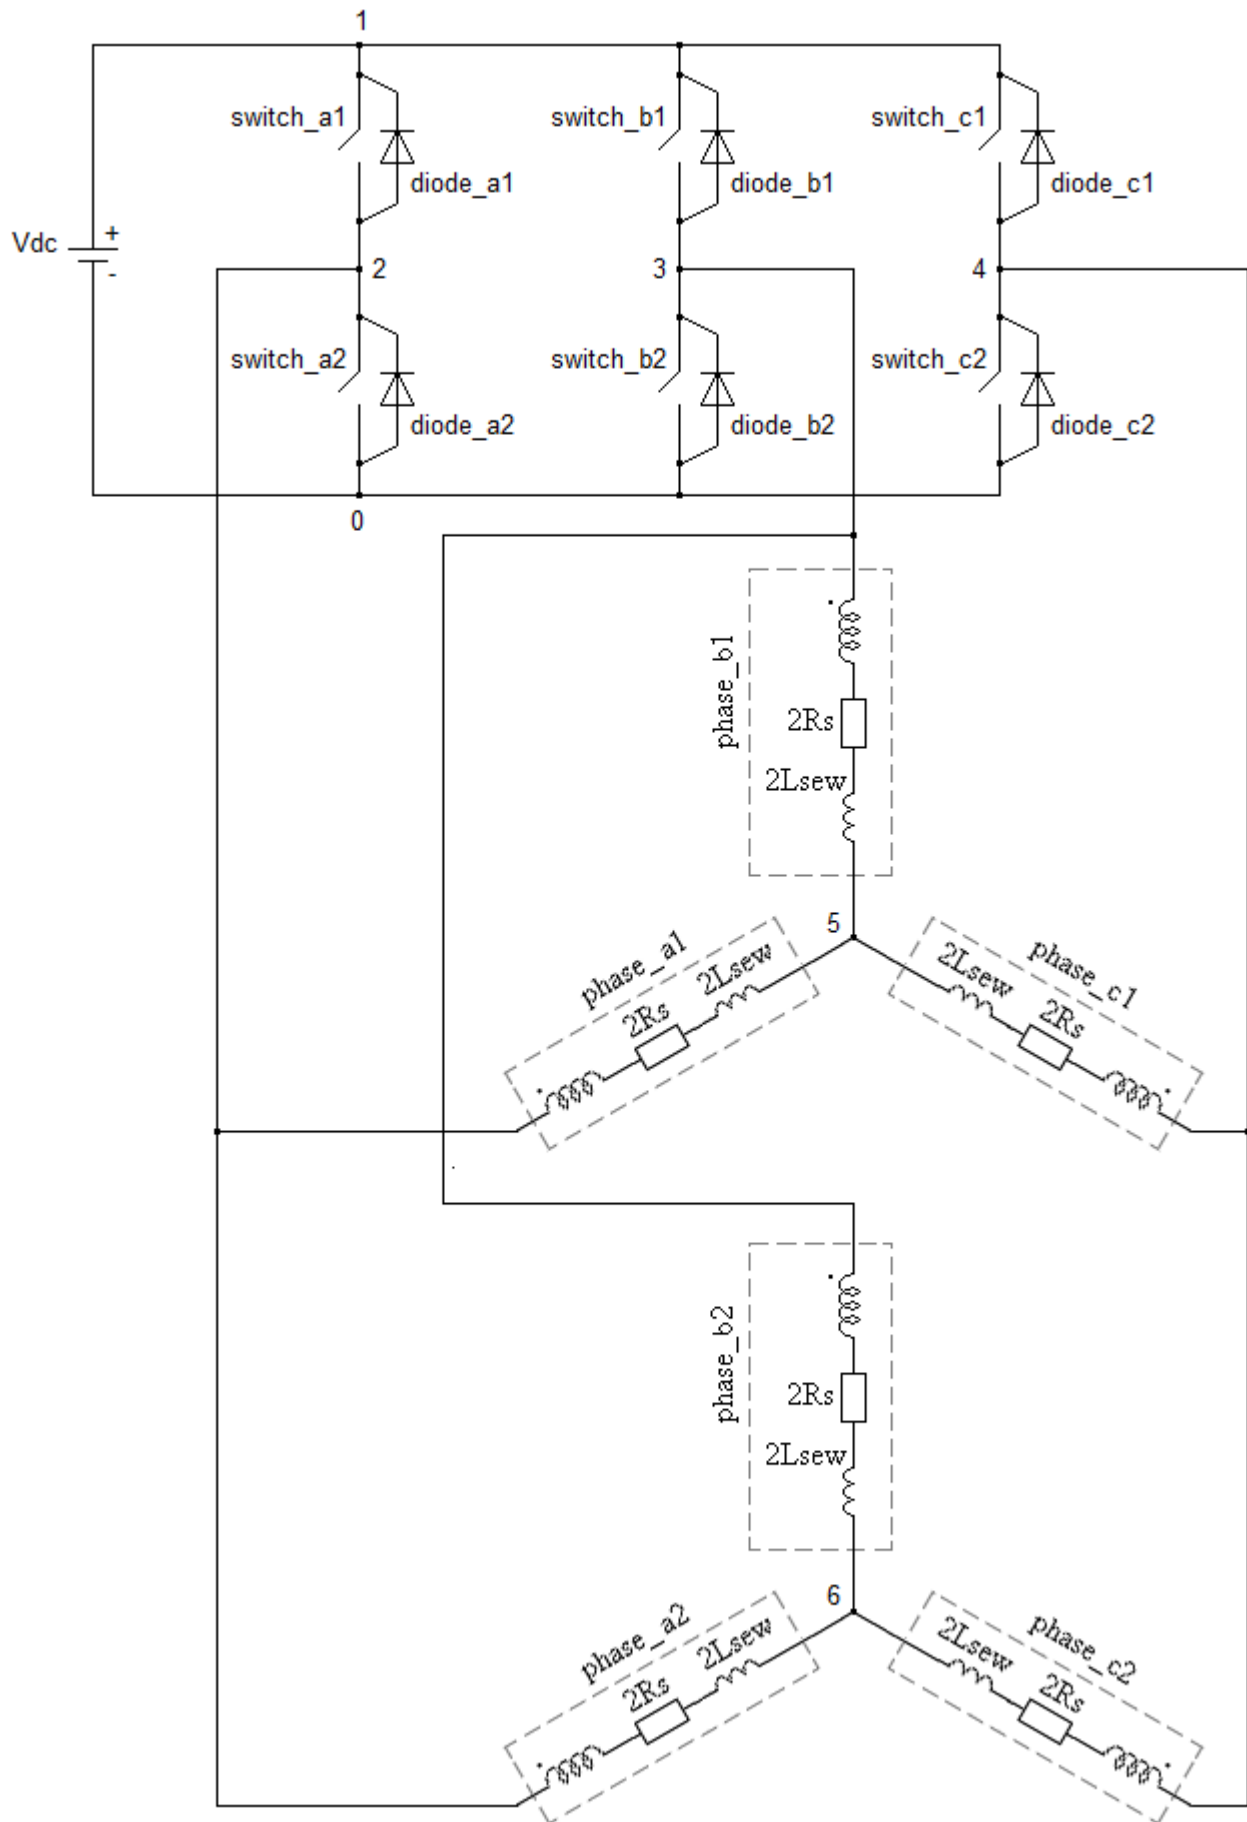 1
switch_a1
switch_b1
switch_c1
diode_a1
diode_b1
diode_c1
Vdc
+
-
2
3
4
switch_a2
switch_b2
switch_c2
diode_a2
diode_b2
diode_c2
0
phase_b1
2Rs
2Lsew
5
phase_a1
2Lsew
2Rs
phase_c1
2Lsew
2Rs
phase_b2
2Rs
2Lsew
6
phase_a2
2Lsew
2Rs
phase_c2
2Lsew
2Rs